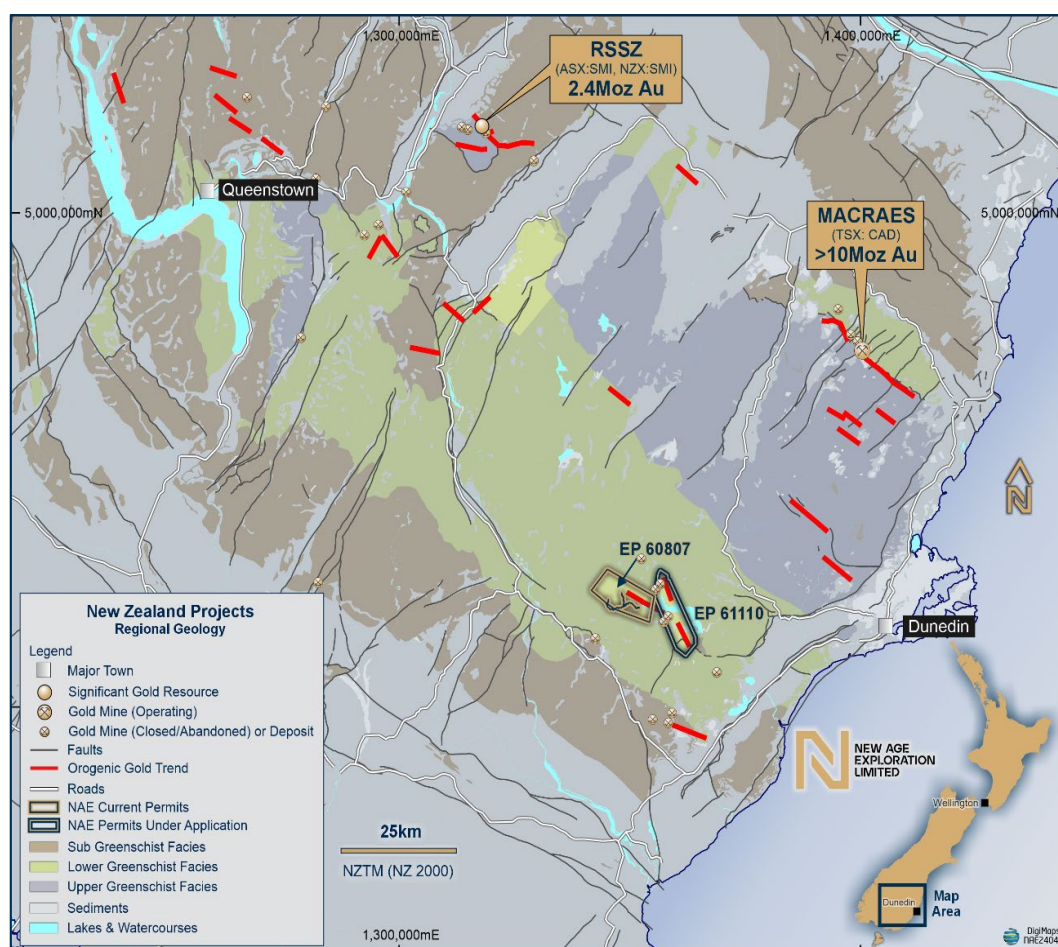 1,300,000mE
1,400,000mE
RSSZ
(ASX:SMI, NZX:SMI)
2.4Moz Au
Queenstown
5,000,000mN
5,000,000mN
MACRAES
(TSX: CAD)
>10Moz Au
EP 60807
EP 61110
Dunedin
New Zealand Projects
Regional Geology
Legend
Major Town
Significant Gold Resource
Gold Mine (Operating)
Gold Mine (Closed/Abandoned) or Deposit
Faults
Orogenic Gold Trend
Roads
NAE Current Permits
NAE Permits Under Application
Sub Greenschist Facies
Lower Greenschist Facies
Upper Greenschist Facies
Sediments
Lakes & Watercourses
25km
NZTM (NZ 2000)
1,300,000mE
N
N
NEW AGE
EXPLORATION
LIMITED
Wellington
Dunedin
Map
Area
DigiMaps
NAE2404